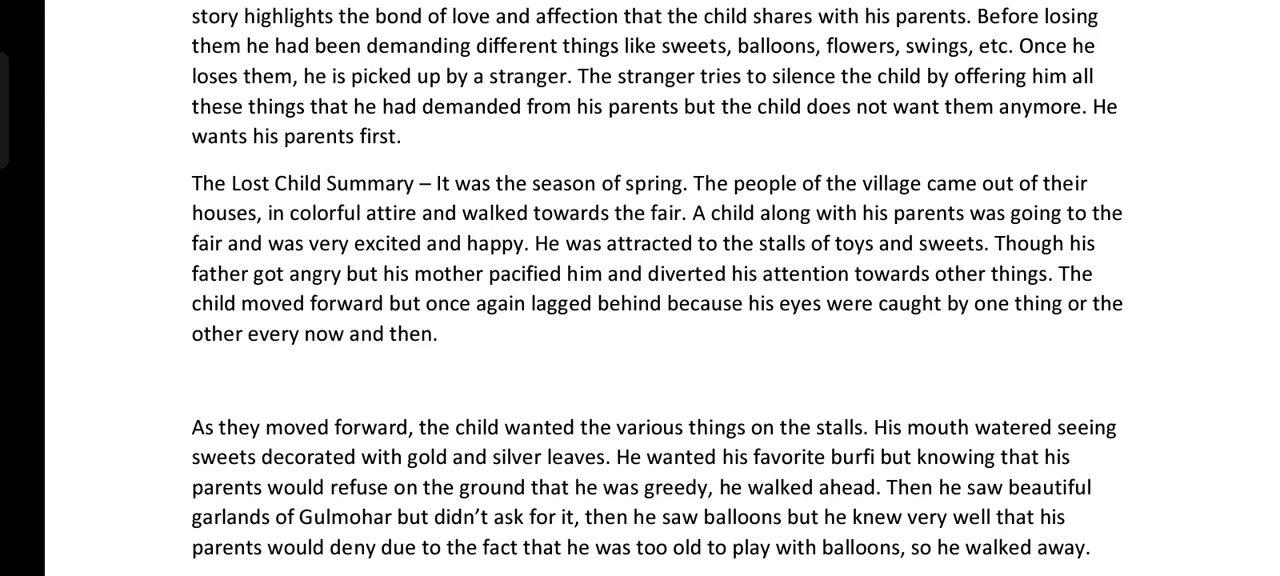 story highlights the bond of love and affection that the child shares with his parents. Before losing
them he had been demanding different things like sweets, balloons, flowers, swings, etc. Once he
loses them, he is picked up by a stranger. The stranger tries to silence the child by offering him all
these things that he had demanded from his parents but the child does not want them anymore. He
wants his parents first.
The Lost Child Summary – It was the season of spring. The people of the village came out of their
houses, in colorful attire and walked towards the fair. A child along with his parents was going to the
fair and was very excited and happy. He was attracted to the stalls of toys and sweets. Though his
father got angry but his mother pacified him and diverted his attention towards other things. The
child moved forward but once again lagged behind because his eyes were caught by one thing or the
other every now and then.
As they moved forward, the child wanted the various things on the stalls. His mouth watered seeing
sweets decorated with gold and silver leaves. He wanted his favorite burfi but knowing that his
parents would refuse on the ground that he was greedy, he walked ahead. Then he saw beautiful
garlands of Gulmohar but didn’t ask for it, then he saw balloons but he knew very well that his
parents would deny due to the fact that he was too old to play with balloons, so he walked away.